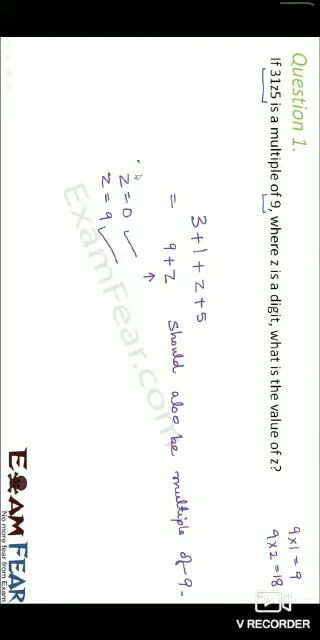 Question 1.
If 31z5 is a multiple of 9, where z is a digit, what is the value of z?
9 x 1 = 9
9 x 2 = 18
3 + 1 + z + 5
= 9 + z should also be multiple of 9 -
z = 0
z = 9
ExamFear.com
EXAM FEAR
No more fear from Exam
V RECORDER